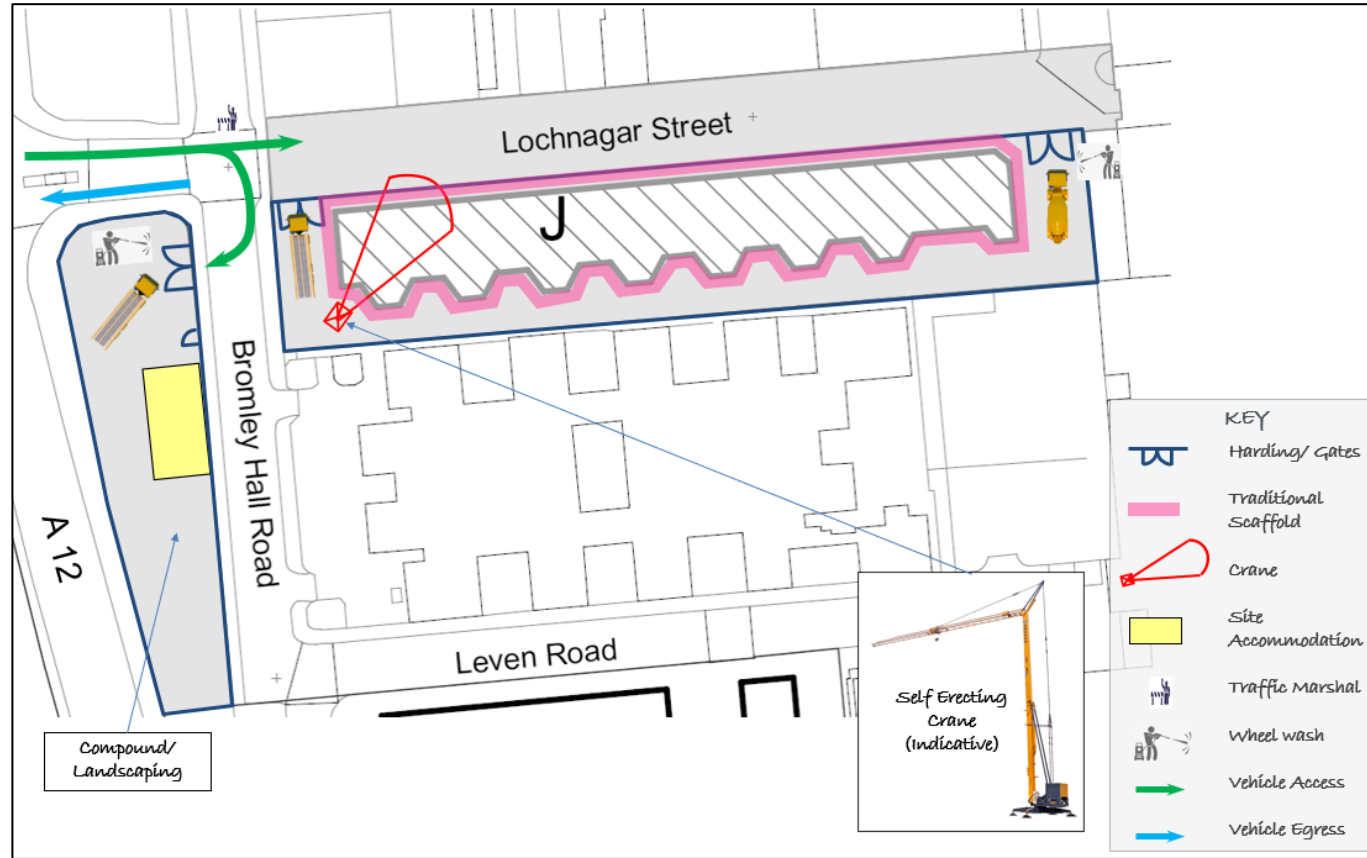 Lochnagar Street
J
Bromley Hall Road
A 12
Leven Road
Compound/
Landscaping
Self Erecting
Crane
(Indicative)
KEY
Harding/ Gates
Traditional
Scaffold
Crane
Site
Accommodation
Traffic Marshal
Wheel wash
Vehicle Access
Vehicle Egress